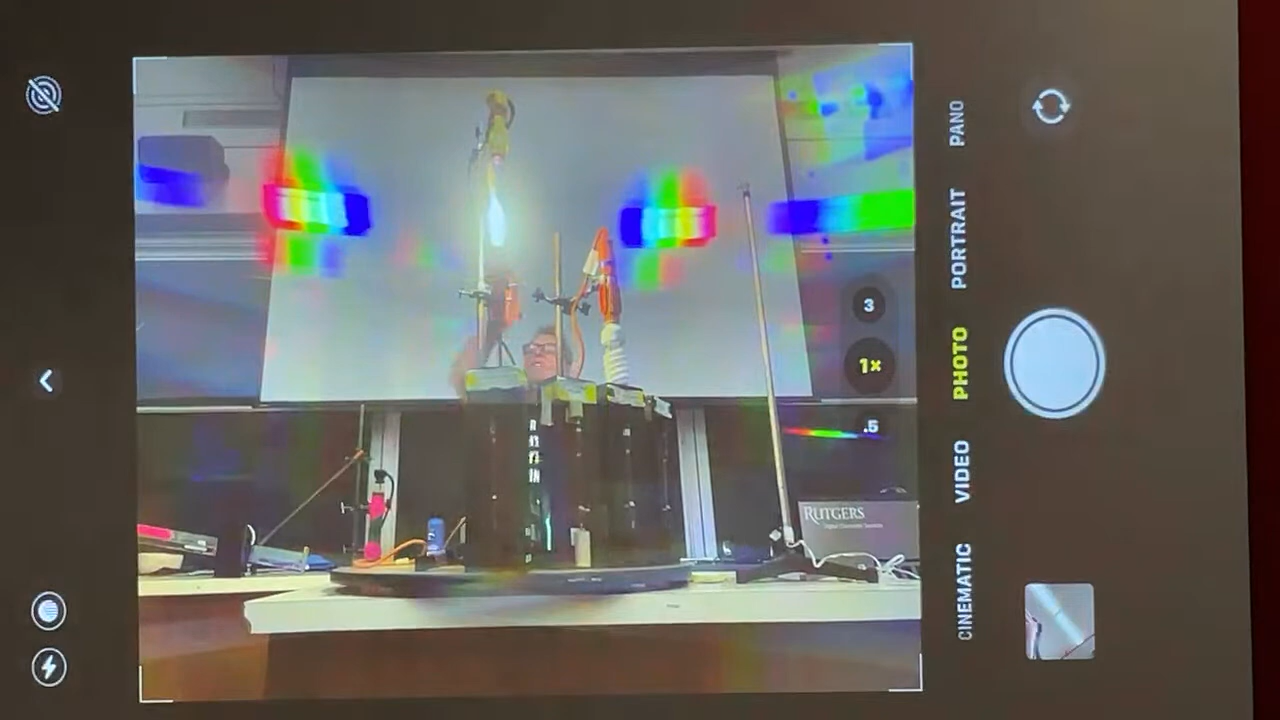 PANO
PORTRAIT
PHOTO
VIDEO
CINEMATIC
3
1×
.5
RUTGERS